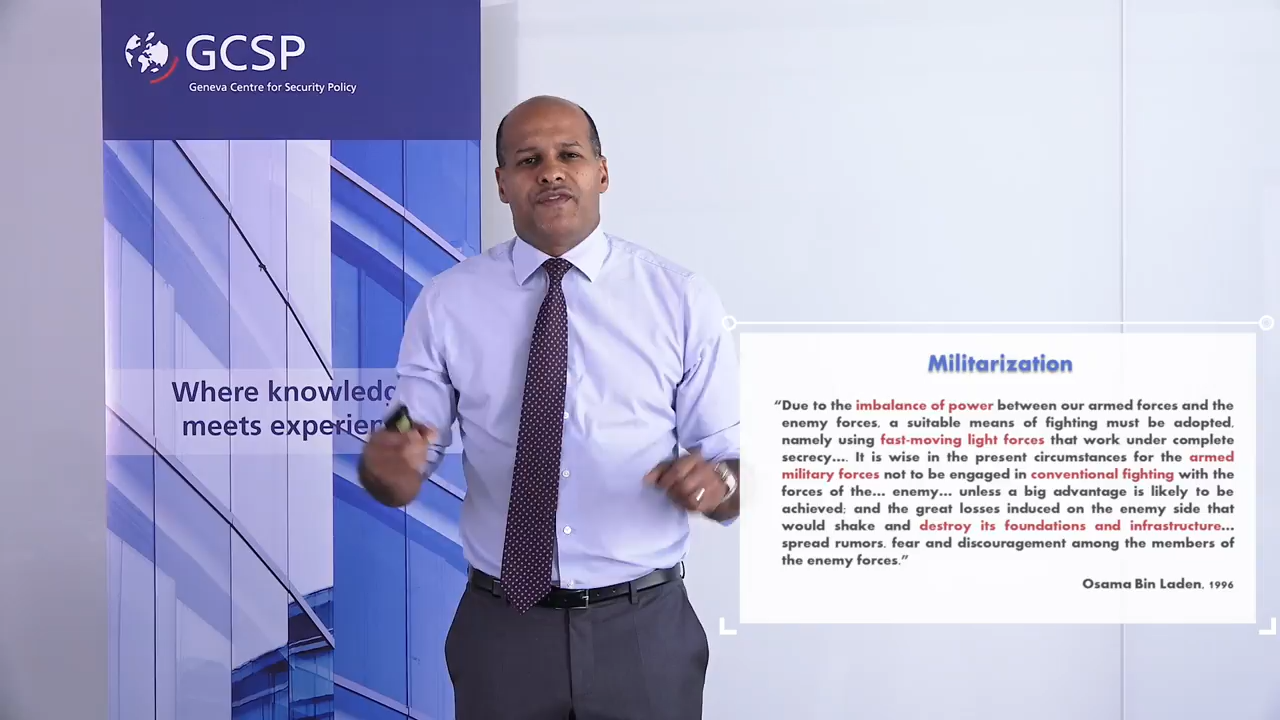 GCSP
Geneva Centre for Security Policy
Where knowledg
meets experien
Militarization
“Due to the imbalance of power between our armed forces and the
enemy forces, a suitable means of fighting must be adopted,
namely using fast-moving light forces that work under complete
secrecy…. It is wise in the present circumstances for the armed
military forces not to be engaged in conventional fighting with the
forces of the… enemy… unless a big advantage is likely to be
achieved; and the great losses induced on the enemy side that
would shake and destroy its foundations and infrastructure…
spread rumors, fear and discouragement among the members of
the enemy forces.”
Osama Bin Laden, 1996